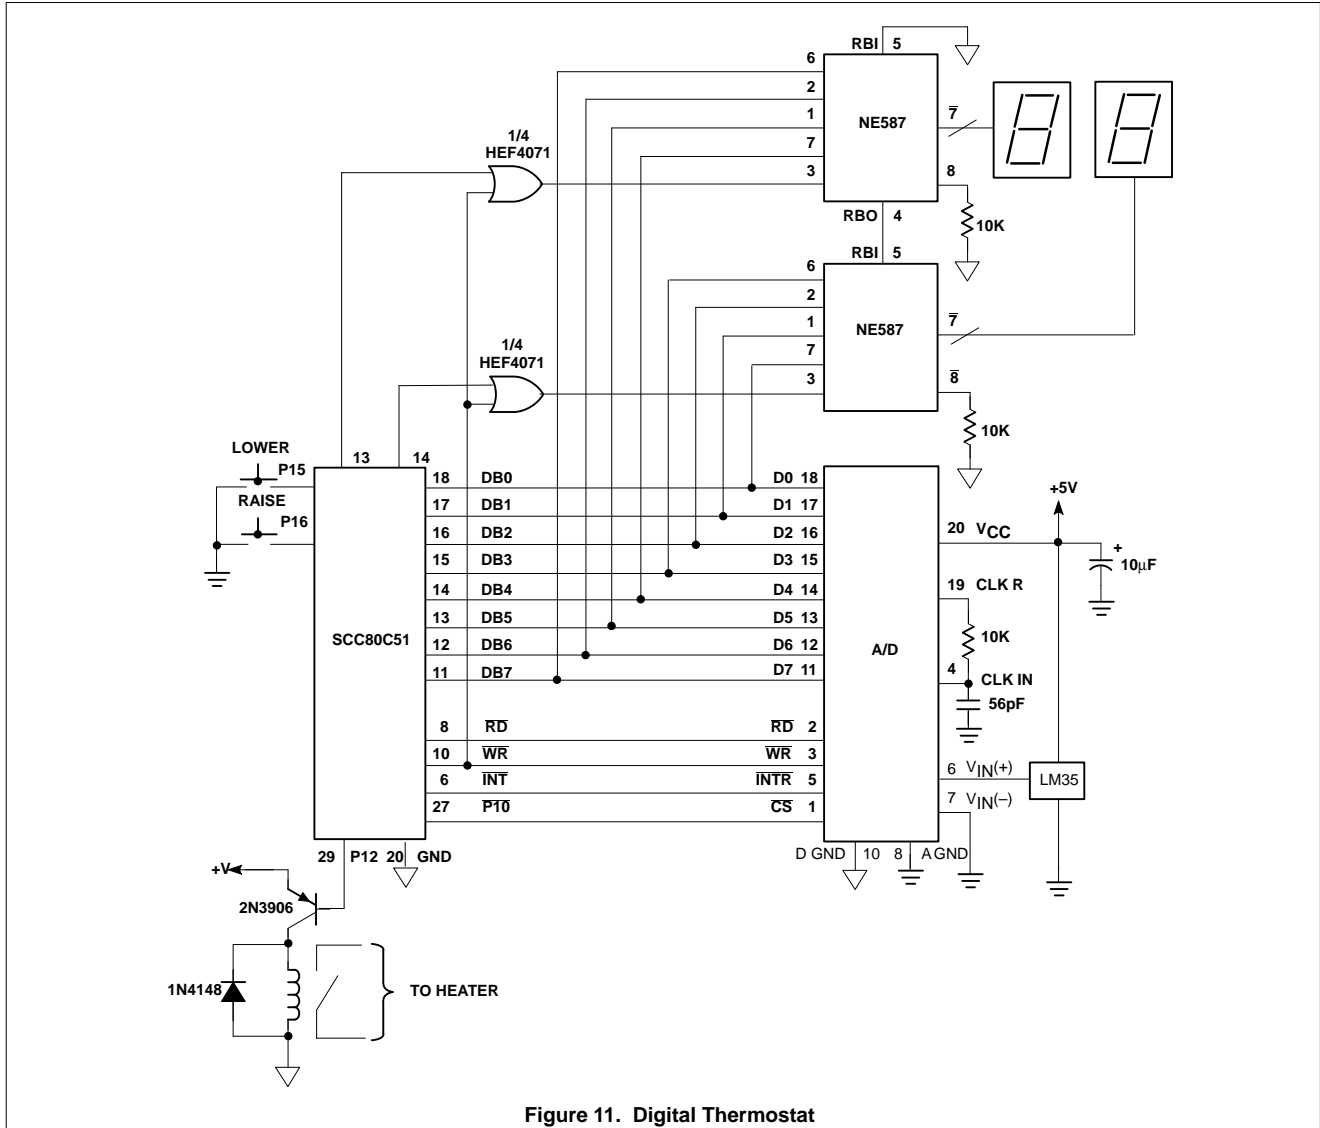 RBI 5
6
2
1
7
3
NE587
7
8
10K
RBO 4
1/4
HEF4071
RBI 5
6
2
1
7
3
NE587
7
8
10K
1/4
HEF4071
LOWER
P15
RAISE
P16
13
14
SCC80C51
18 DB0
17 DB1
16 DB2
15 DB3
14 DB4
13 DB5
12 DB6
11 DB7
8 RD
10 WR
6 INT
27 P10
D0 18
D1 17
D2 16
D3 15
D4 14
D5 13
D6 12
D7 11
RD 2
WR 3
INTR 5
CS 1
A/D
+5V
20 VCC
+
10μF
19 CLK R
10K
4
CLK IN
56pF
6 VIN(+)
LM35
7 VIN(–)
D GND 10 8 A GND
29 P12 20 GND
+V
2N3906
1N4148
TO HEATER
Figure 11. Digital Thermostat